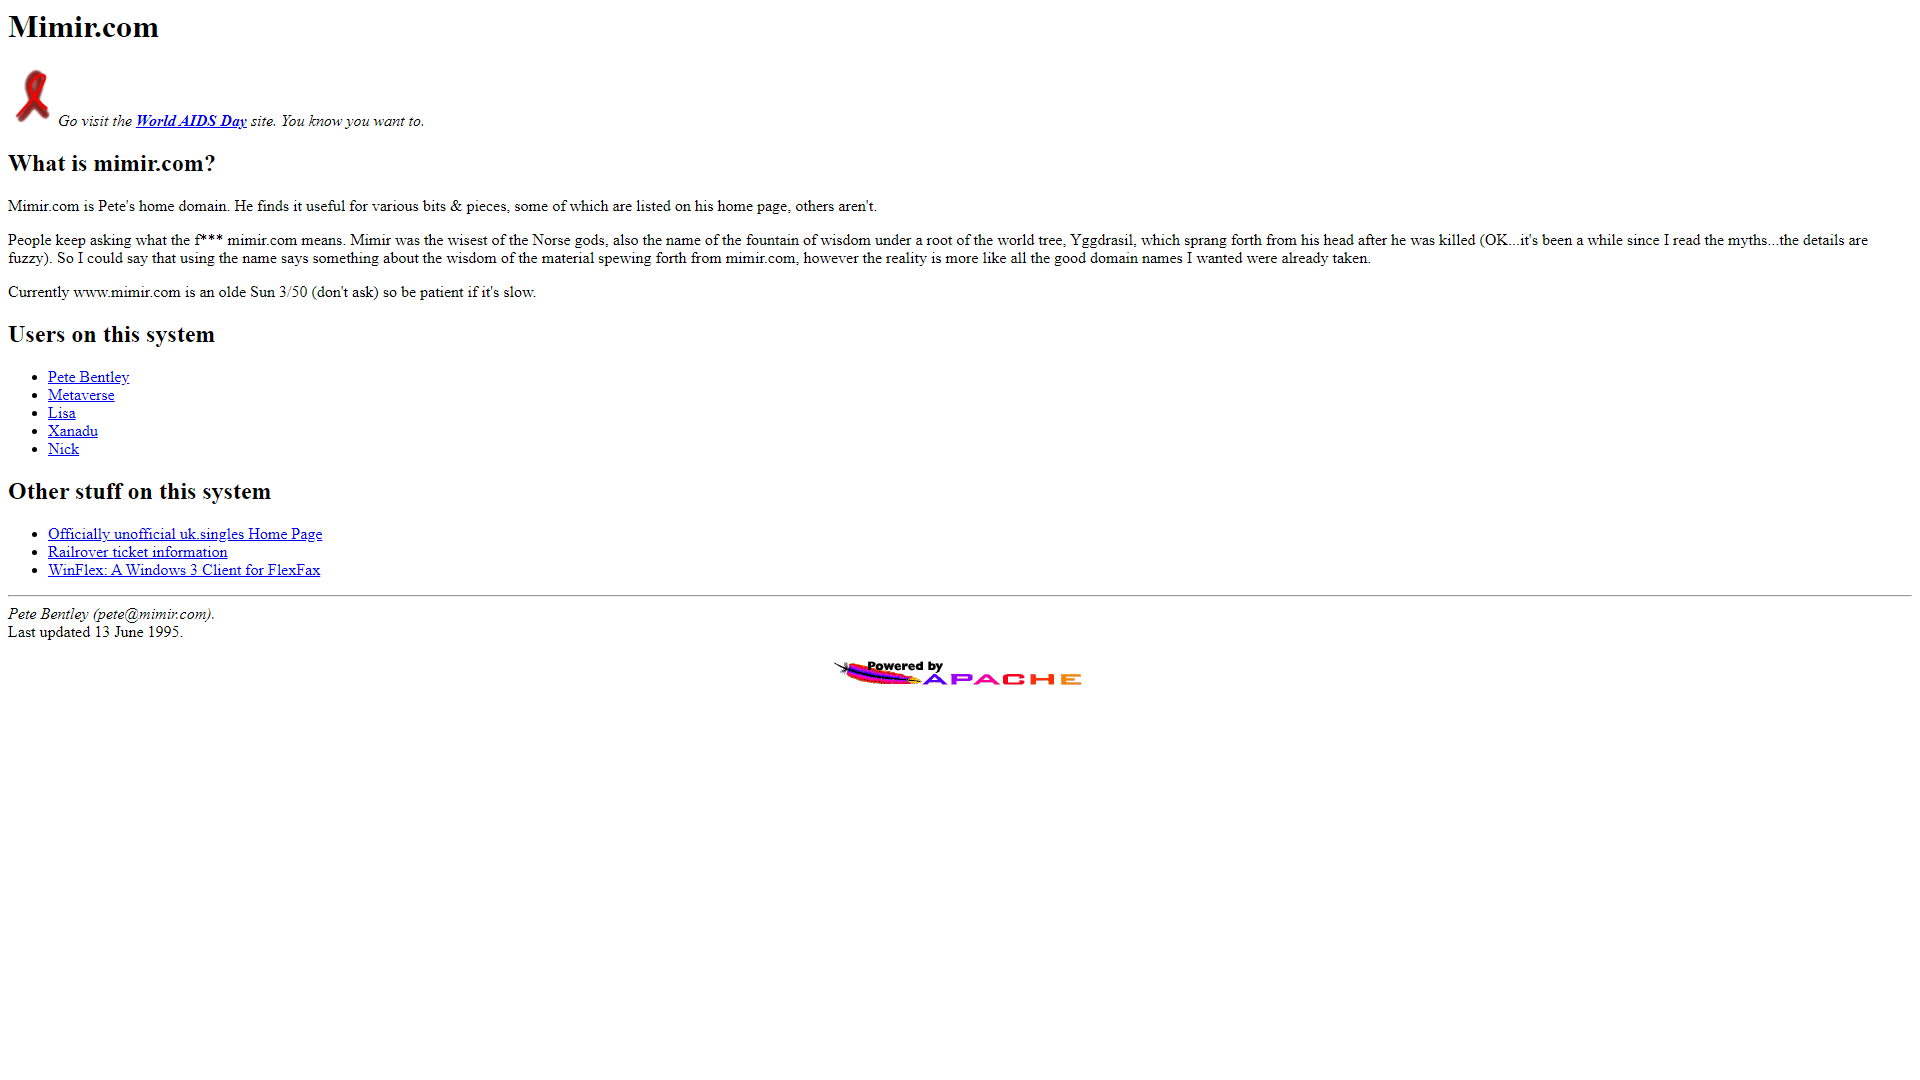 Mimir.com
Go visit the World AIDS Day site. You know you want to.
What is mimir.com?
Mimir.com is Pete's home domain. He finds it useful for various bits & pieces, some of which are listed on his home page, others aren't.
People keep asking what the f*** mimir.com means. Mimir was the wisest of the Norse gods, also the name of the fountain of wisdom under a root of the world tree, Yggdrasil, which sprang forth from his head after he was killed (OK...it's been a while since I read the myths...the details are
fuzzy). So I could say that using the name says something about the wisdom of the material spewing forth from mimir.com, however the reality is more like all the good domain names I wanted were already taken.
Currently www.mimir.com is an olde Sun 3/50 (don't ask) so be patient if it's slow.
Users on this system
• Pete Bentley
• Metaverse
• Lisa
• Xanadu
• Nick
Other stuff on this system
• Officially unofficial uk.singles Home Page
• Railrover ticket information
• WinFlex: A Windows 3 Client for FlexFax
Pete Bentley (pete@mimir.com).
Last updated 13 June 1995.
Powered by
APACHE